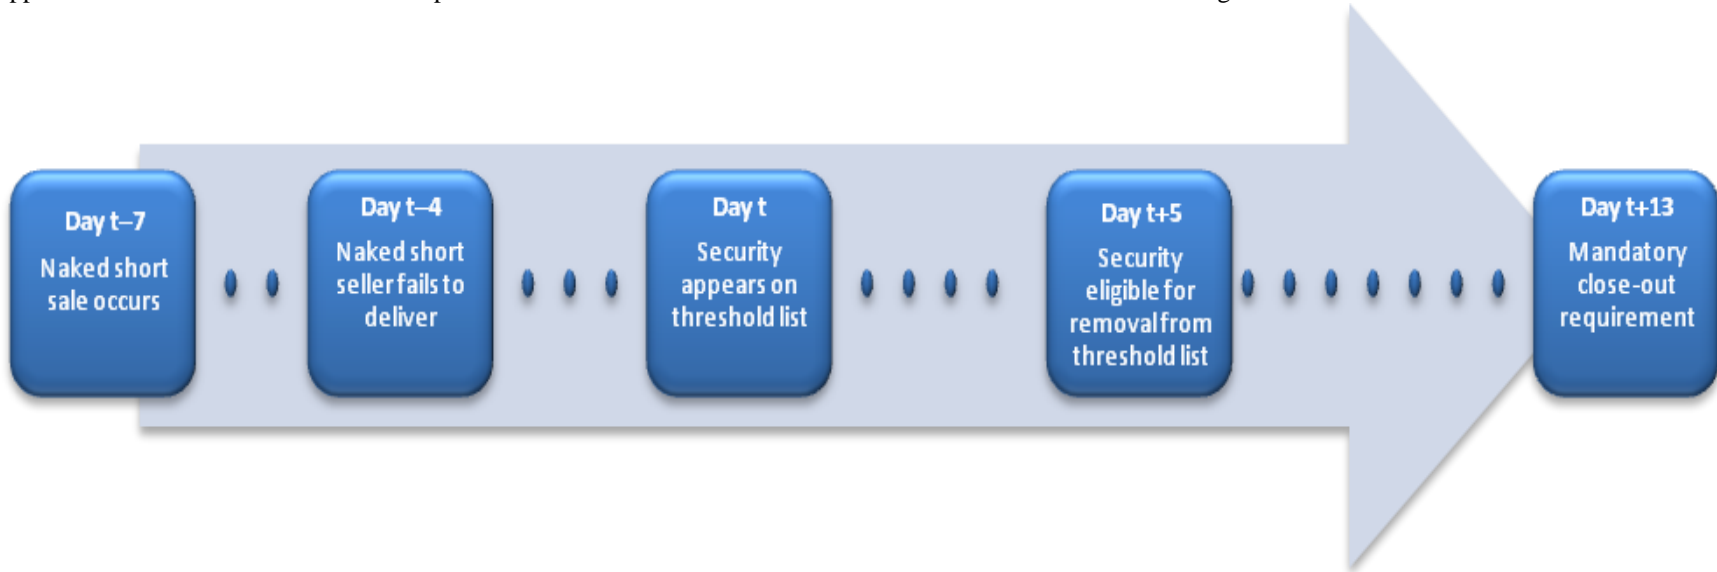 Day t–7
Naked short
sale occurs
Day t–4
Naked short
seller fails to
deliver
Day t
Security
appears on
threshold list
Day t+5
Security
eligible for
removal from
threshold list
Day t+13
Mandatory
close-out
requirement